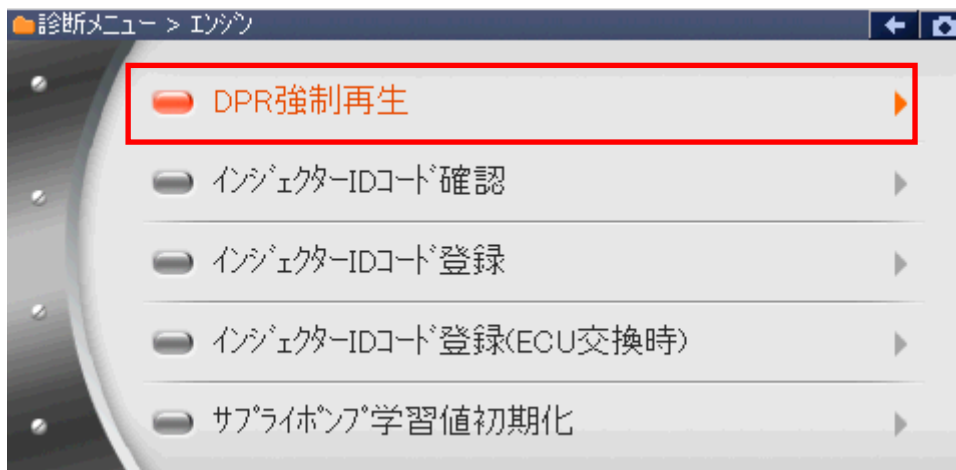 診断メニュー > エンジン
DPR強制再生
インジェクターIDコード確認
インジェクターIDコード登録
インジェクターIDコード登録(ECU交換時)
サプライポンプ学習値初期化